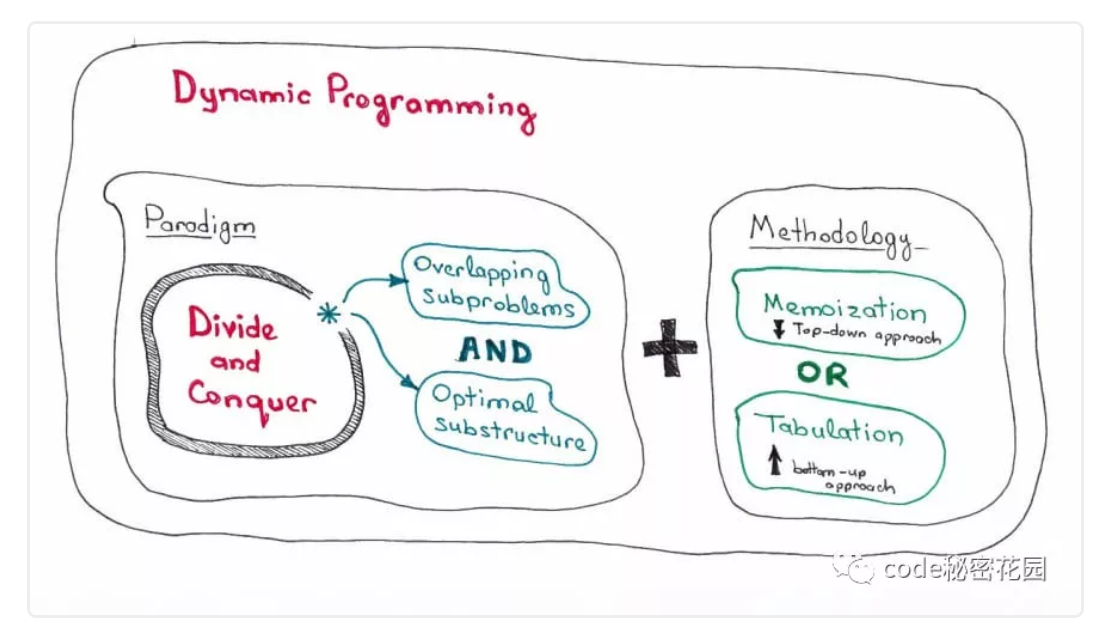 Dynamic Programming
Paradigm
Divide
and
Conquer
*
Overlapping
subproblems
AND
Optimal
substructure
+
Methodology
Memoization
Top-down approach
OR
Tabulation
bottom-up
approach
code秘密花园